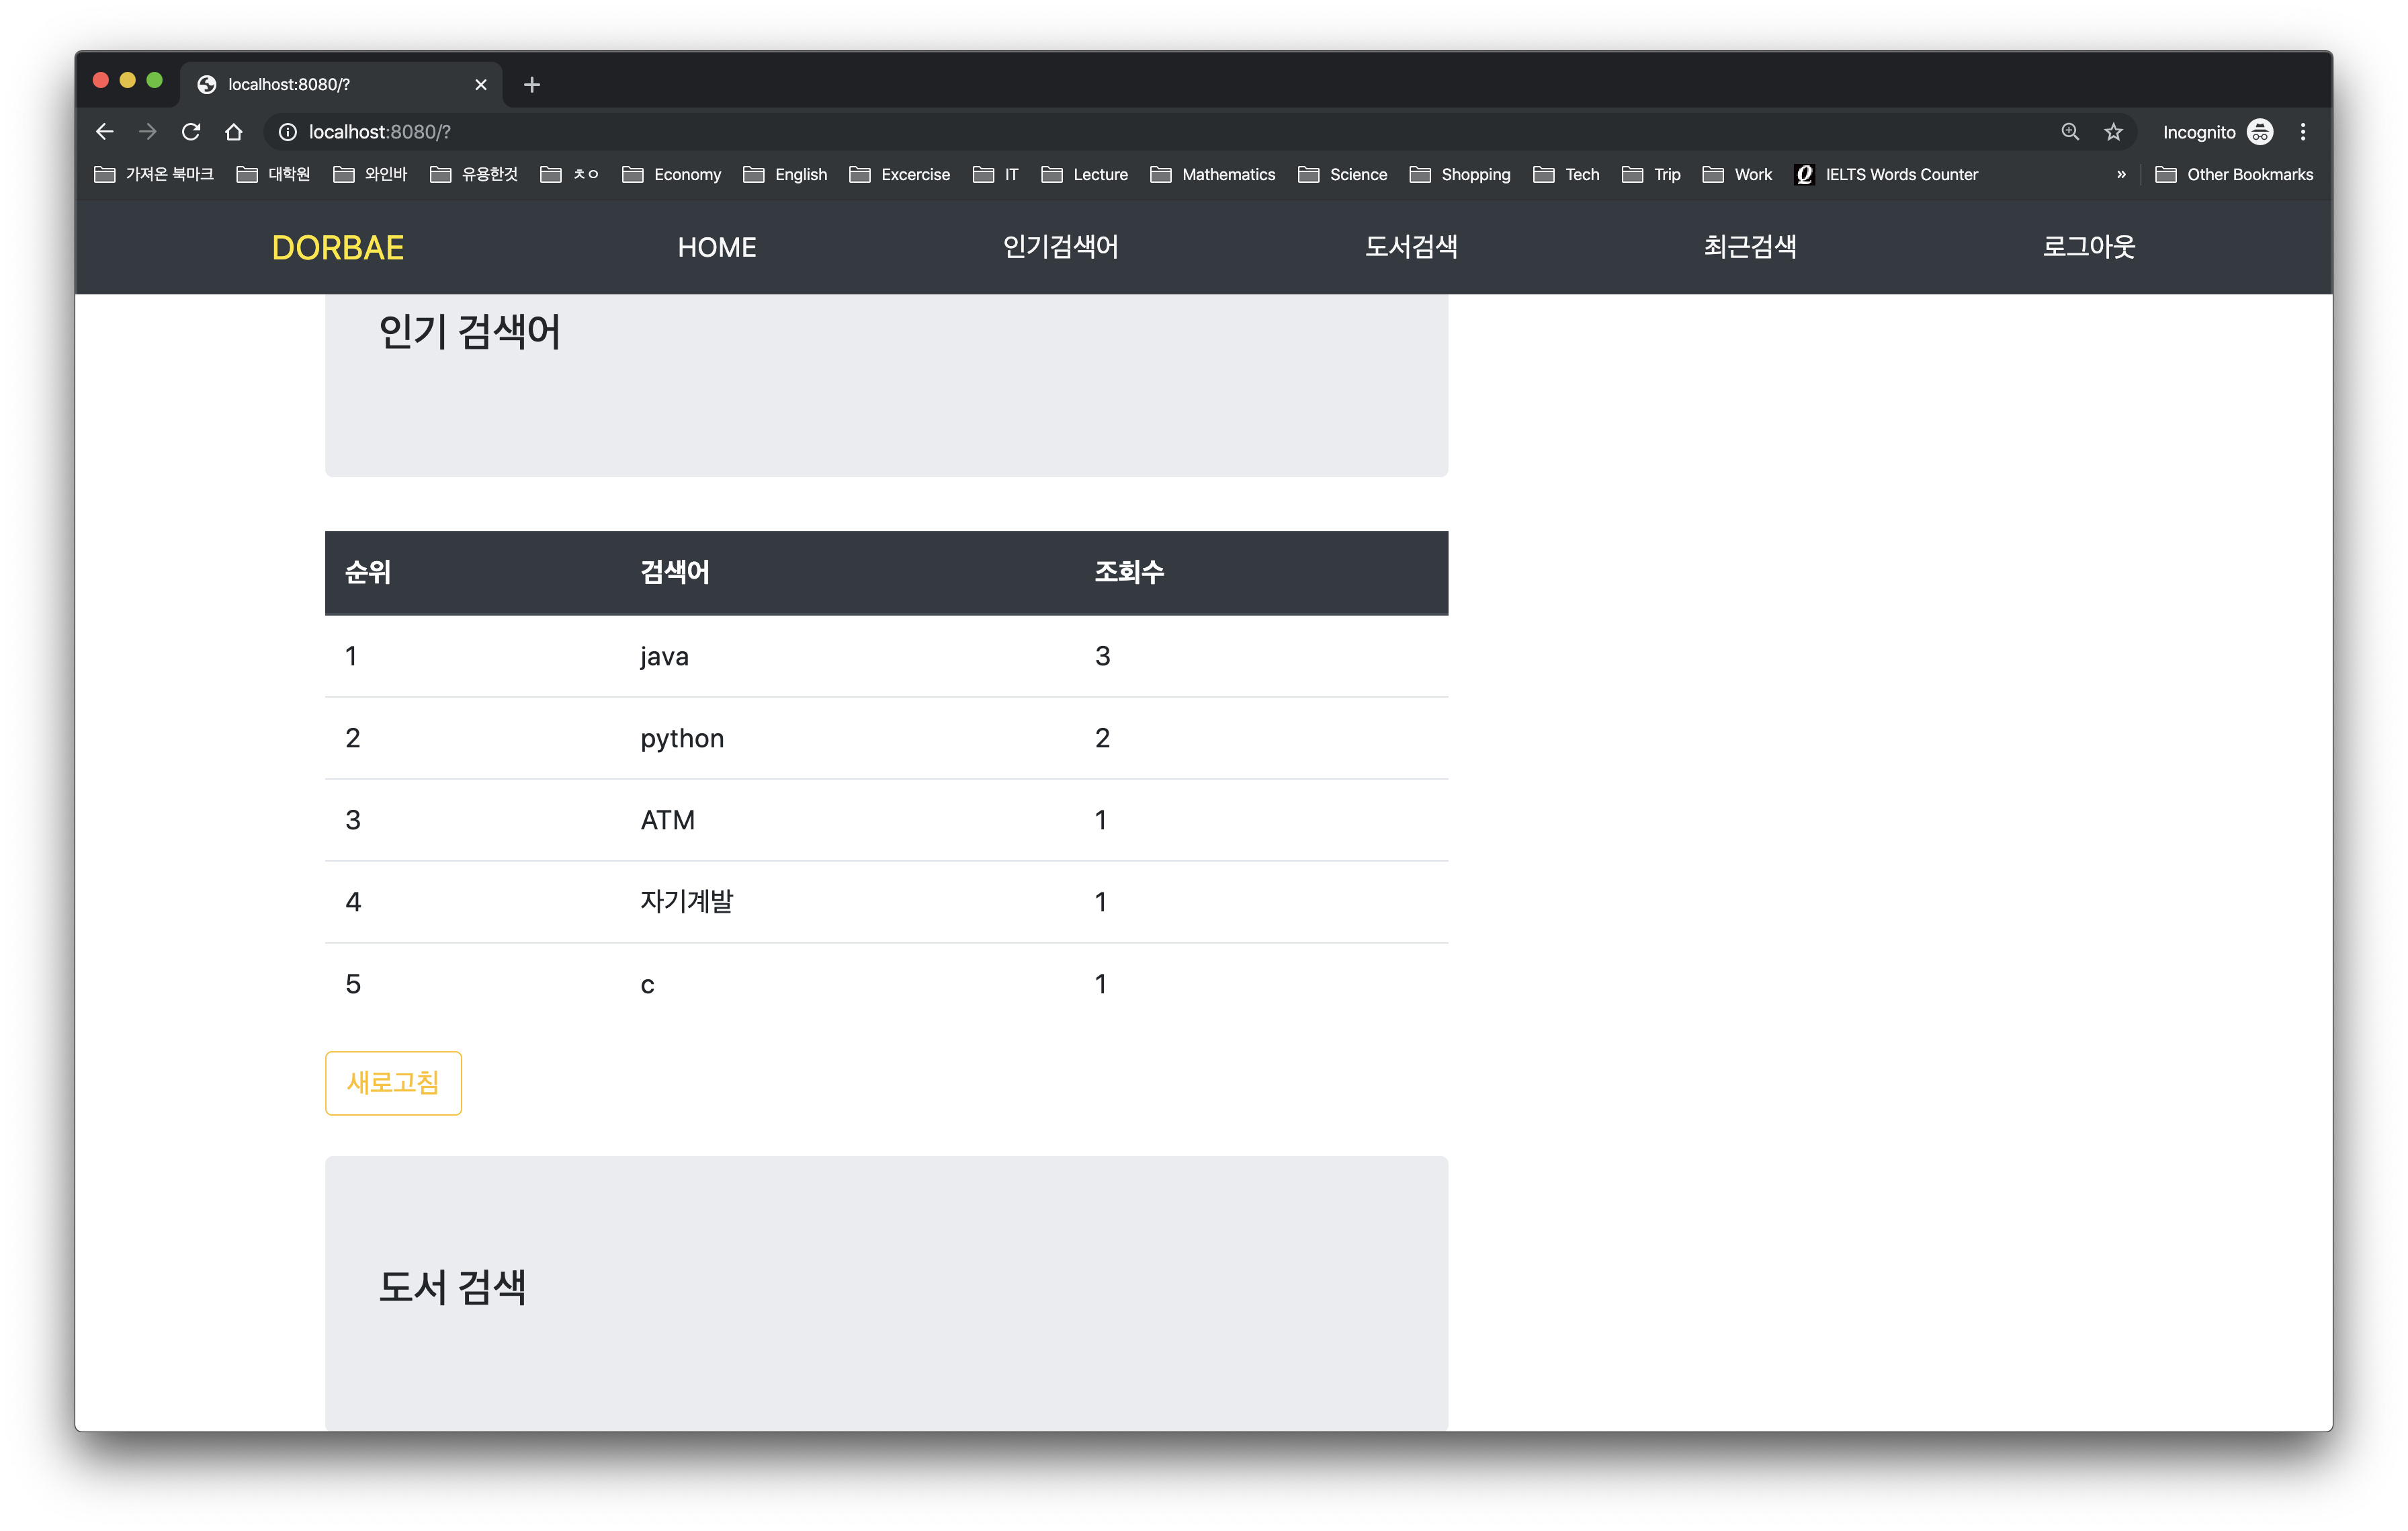 localhost:8080/?
localhost:8080/? Incognito
가져온 북마크 대학원 와인바 유용한것 ㅊㅇ Economy English Excercise IT Lecture Mathematics Science Shopping Tech Trip Work Q IELTS Words Counter » Other Bookmarks
DORBAE HOME 인기검색어 도서검색 최근검색 로그아웃
인기 검색어
순위 검색어 조회수
1 java 3
2 python 2
3 ATM 1
4 자기계발 1
5 c 1
새로고침
도서 검색